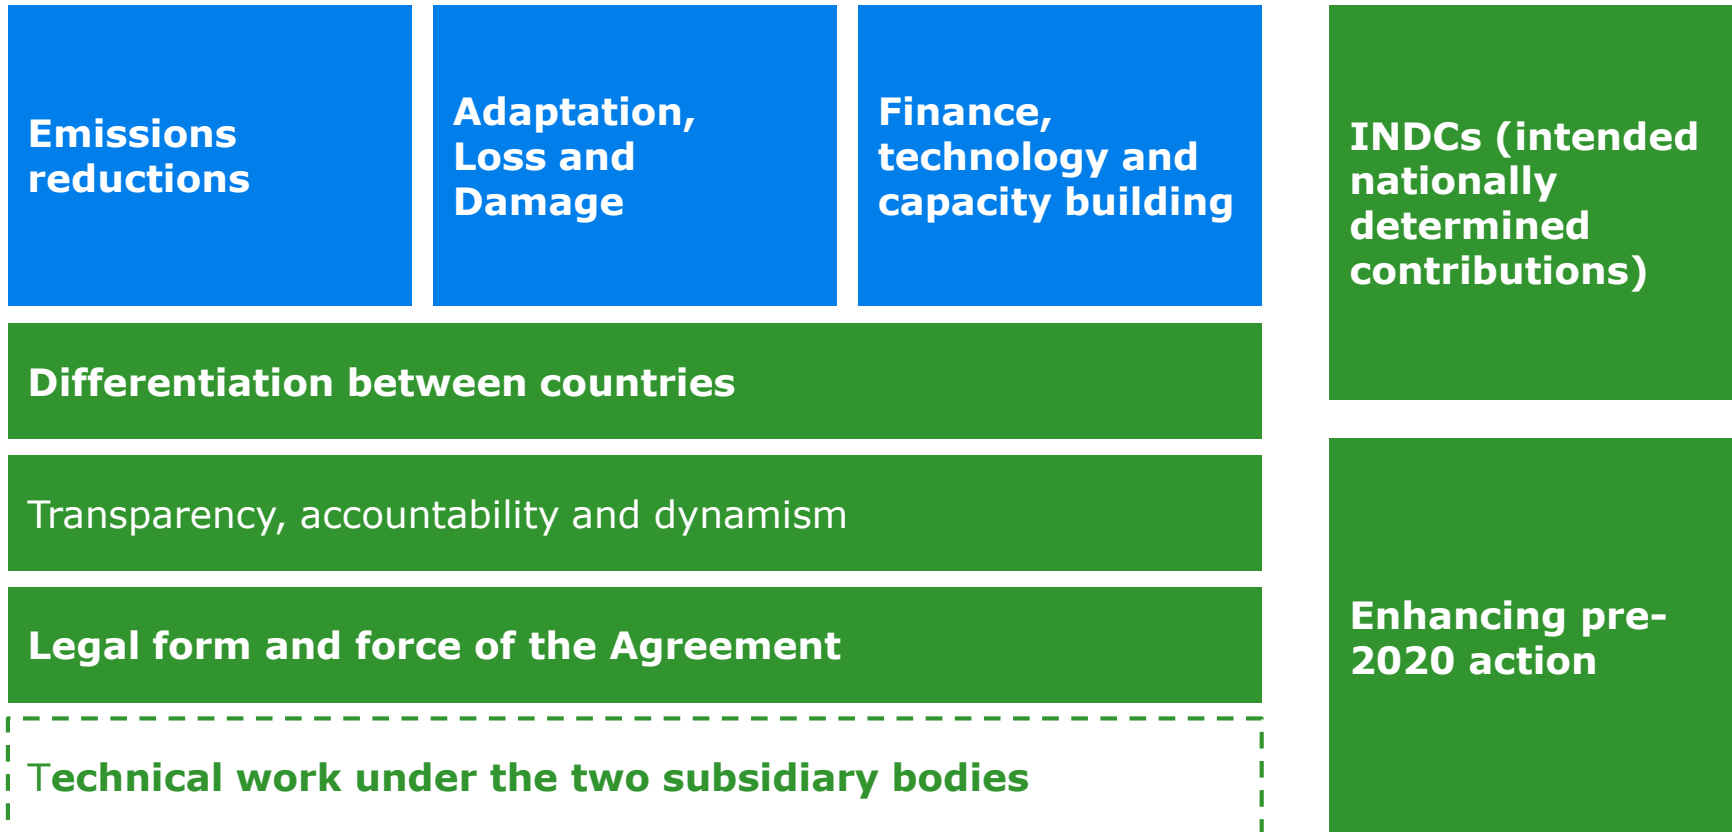 Emissions
reductions
Adaptation,
Loss and
Damage
Finance,
technology and
capacity building
INDCs (intended
nationally
determined
contributions)
Differentiation between countries
Transparency, accountability and dynamism
Legal form and force of the Agreement
Technical work under the two subsidiary bodies
Enhancing pre-
2020 action